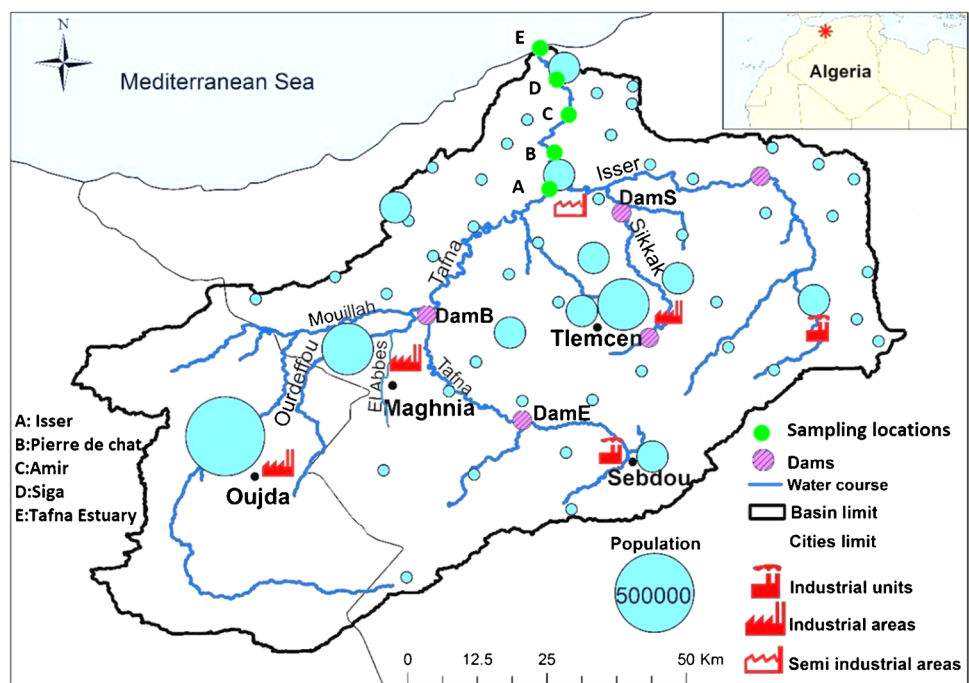 N
Mediterranean Sea
Algeria
E
D
C
B
A
Isser
DamS
Sikkak
Tafna
Mouillah
DamB
Tlemcen
Ourdeffou
El Abbes
Tafna
Maghnia
DamE
Sebdou
Oujda
A: Isser
B:Pierre de chat
C:Amir
D:Siga
E:Tafna Estuary
Sampling locations
Dams
Water course
Basin limit
Cities limit
Population
500000
Industrial units
Industrial areas
Semi industrial areas
0 12.5 25 50 Km